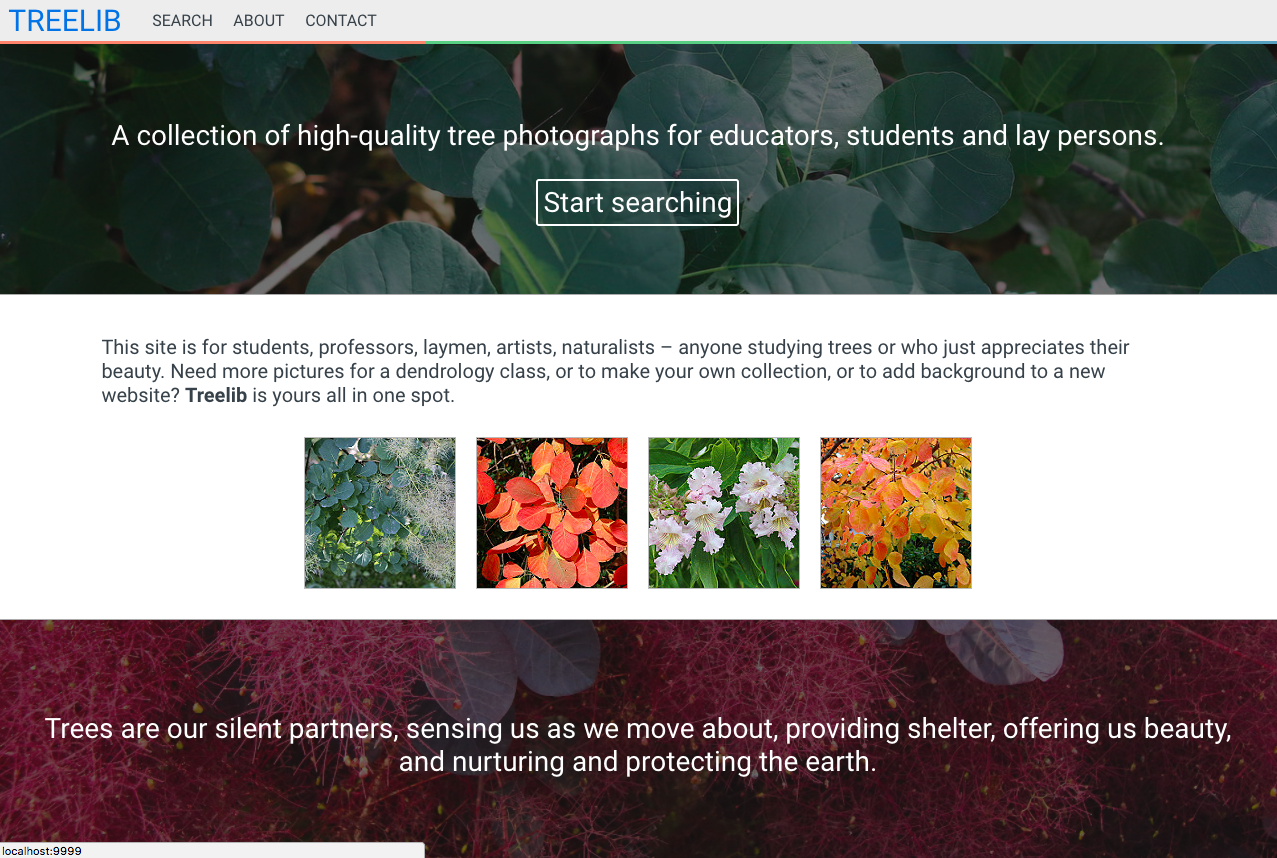 TREELIB SEARCH ABOUT CONTACT
A collection of high-quality tree photographs for educators, students and lay persons.
Start searching
This site is for students, professors, laymen, artists, naturalists – anyone studying trees or who just appreciates their
beauty. Need more pictures for a dendrology class, or to make your own collection, or to add background to a new
website? Treelib is yours all in one spot.
Trees are our silent partners, sensing us as we move about, providing shelter, offering us beauty,
and nurturing and protecting the earth.
localhost:9999